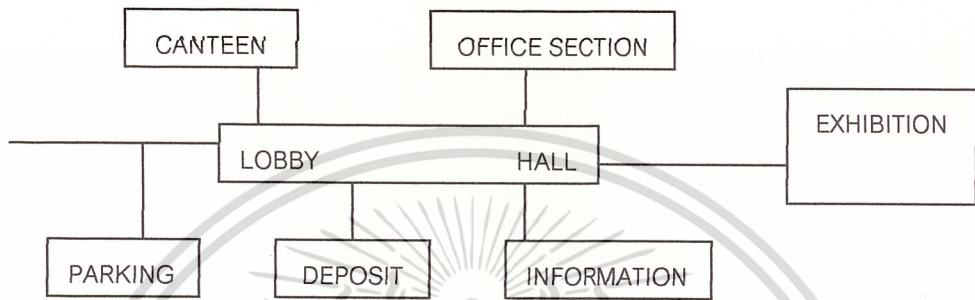 CANTEEN
OFFICE SECTION
EXHIBITION
LOBBY HALL
PARKING
DEPOSIT
INFORMATION